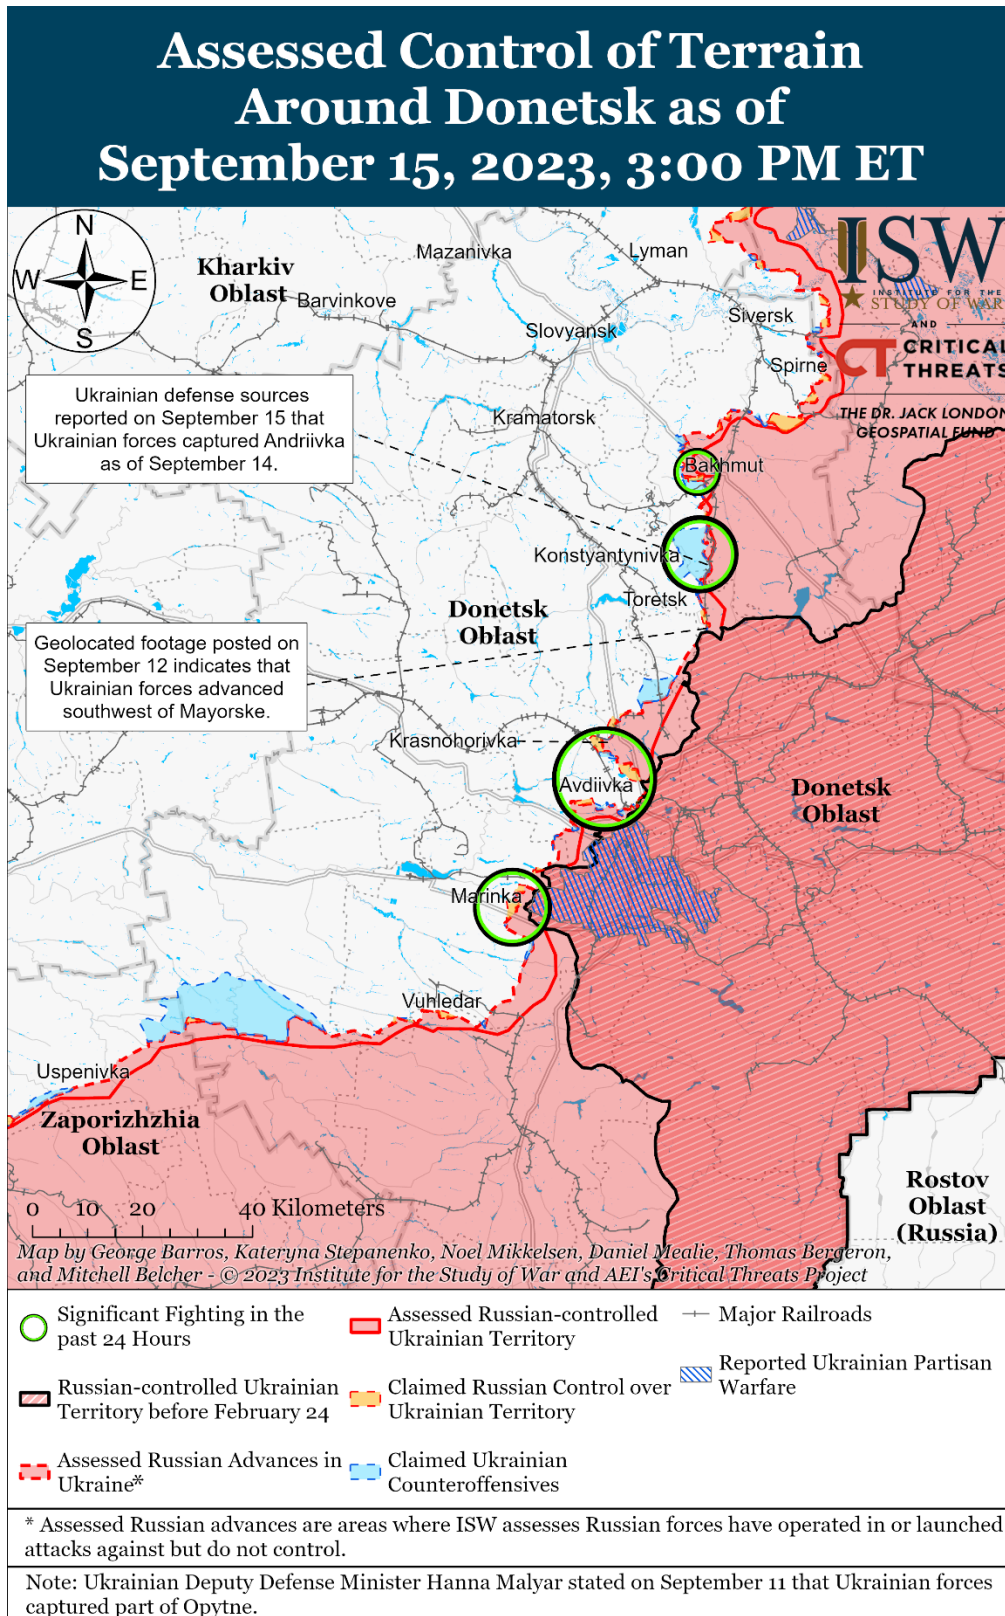 Assessed Control of Terrain
Around Donetsk as of
September 15, 2023, 3:00 PM ET
N
W
E
S
ISW
INSTITUTE FOR THE
STUDY OF WAR
AND
CT CRITICAL
THREATS
THE DR. JACK LONDON
GEOSPATIAL FUND
Kharkiv
Oblast
Mazanivka
Lyman
Barvinkove
Slovyansk
Siversk
Spirne
Ukrainian defense sources
reported on September 15 that
Ukrainian forces captured Andriivka
as of September 14.
Kramatorsk
Bakhmut
Konstyantynivka
Toretsk
Donetsk
Oblast
Geolocated footage posted on
September 12 indicates that
Ukrainian forces advanced
southwest of Mayorske.
Krasnohorivka
Avdiivka
Donetsk
Oblast
Marinka
Vuhledar
Uspenivka
Zaporizhzhia
Oblast
Rostov
Oblast
(Russia)
0 10 20 40 Kilometers
Map by George Barros, Kateryna Stepanenko, Noel Mikkelsen, Daniel Mealie, Thomas Bergeron,
and Mitchell Belcher - © 2023 Institute for the Study of War and AEI's Critical Threats Project
Significant Fighting in the
past 24 Hours
Russian-controlled Ukrainian
Territory before February 24
Assessed Russian Advances in
Ukraine*
Assessed Russian-controlled
Ukrainian Territory
Claimed Russian Control over
Ukrainian Territory
Claimed Ukrainian
Counteroffensives
Major Railroads
Reported Ukrainian Partisan
Warfare
* Assessed Russian advances are areas where ISW assesses Russian forces have operated in or launched
attacks against but do not control.
Note: Ukrainian Deputy Defense Minister Hanna Malyar stated on September 11 that Ukrainian forces
captured part of Opytne.